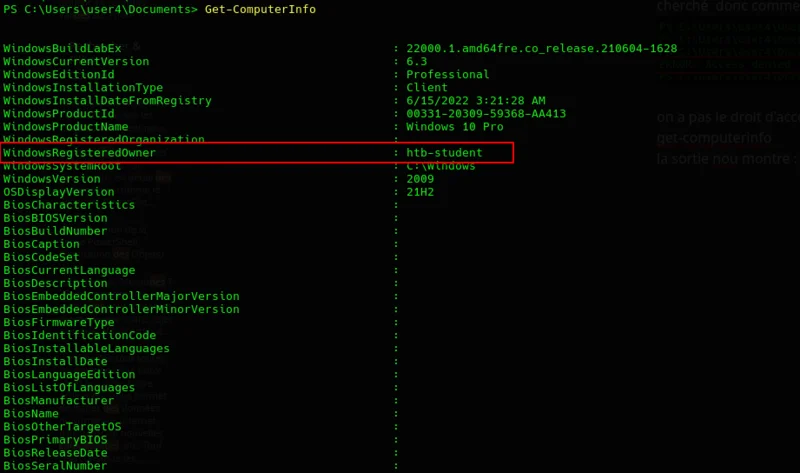 PS C:\Users\user4\Documents> Get-ComputerInfo
WindowsBuildLabEx : 22000.1.amd64fre.co_release.210604-1628
WindowsCurrentVersion : 6.3
WindowsEditionId : Professional
WindowsInstallationType : Client
WindowsInstallDateFromRegistry : 6/15/2022 3:21:28 AM
WindowsProductId : 00331-20309-59368-AA413
WindowsProductName : Windows 10 Pro
WindowsRegisteredOrganization :
WindowsRegisteredOwner : htb-student
WindowsSystemRoot : C:\Windows
WindowsVersion : 2009
OSDisplayVersion : 21H2
BiosCharacteristics :
BiosBIOSVersion :
BiosBuildNumber :
BiosCaption :
BiosCodeSet :
BiosCurrentLanguage :
BiosDescription :
BiosEmbeddedControllerMajorVersion :
BiosEmbeddedControllerMinorVersion :
BiosFirmwareType :
BiosIdentificationCode :
BiosInstallableLanguages :
BiosInstallDate :
BiosLanguageEdition :
BiosListOfLanguages :
BiosManufacturer :
BiosName :
BiosOtherTargetOS :
BiosPrimaryBIOS :
BiosReleaseDate :
BiosSeralNumber :
cherché donc comme
on a pas le droit d'acc
get-computerinfo
la sortie nou montre :